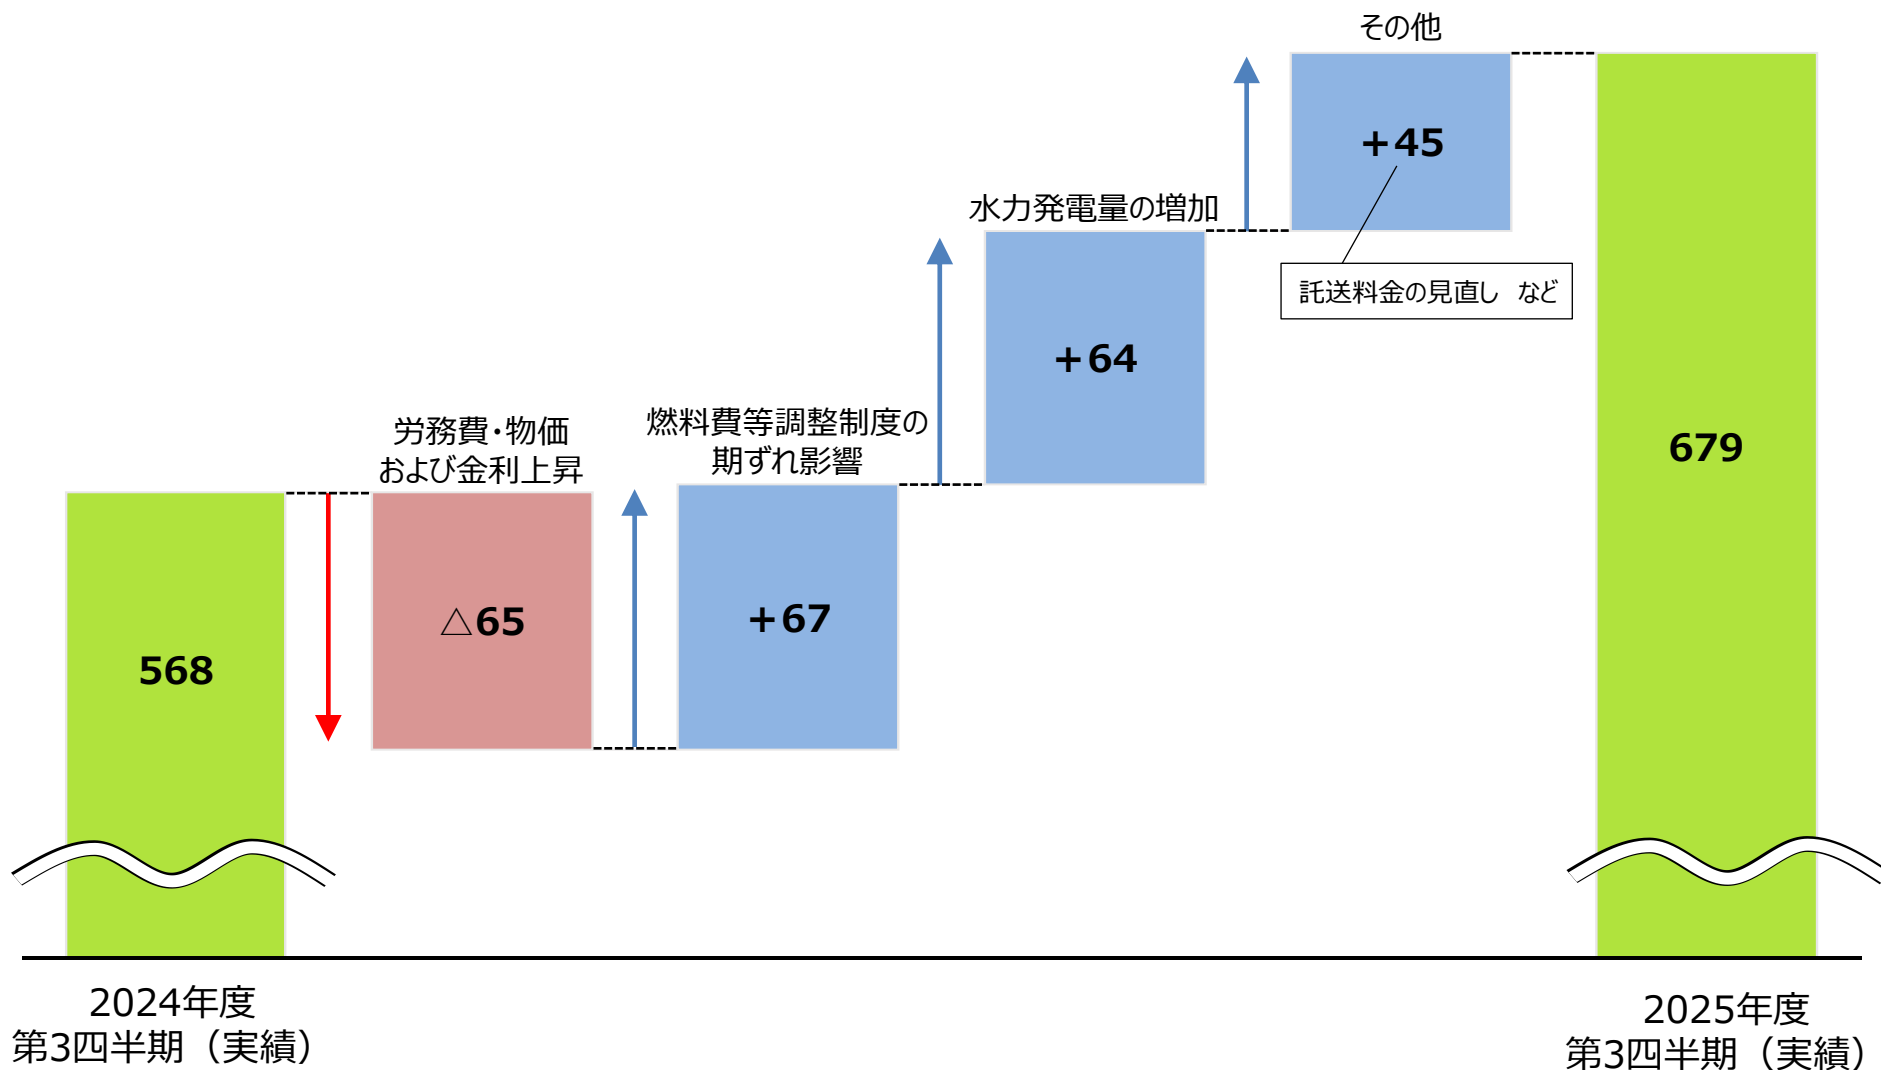 その他
+45
託送料金の見直し など
水力発電量の増加
+64
燃料費等調整制度の
期ずれ影響
+67
労務費・物価
および金利上昇
△65
568
679
2024年度
第3四半期（実績）
2025年度
第3四半期（実績）